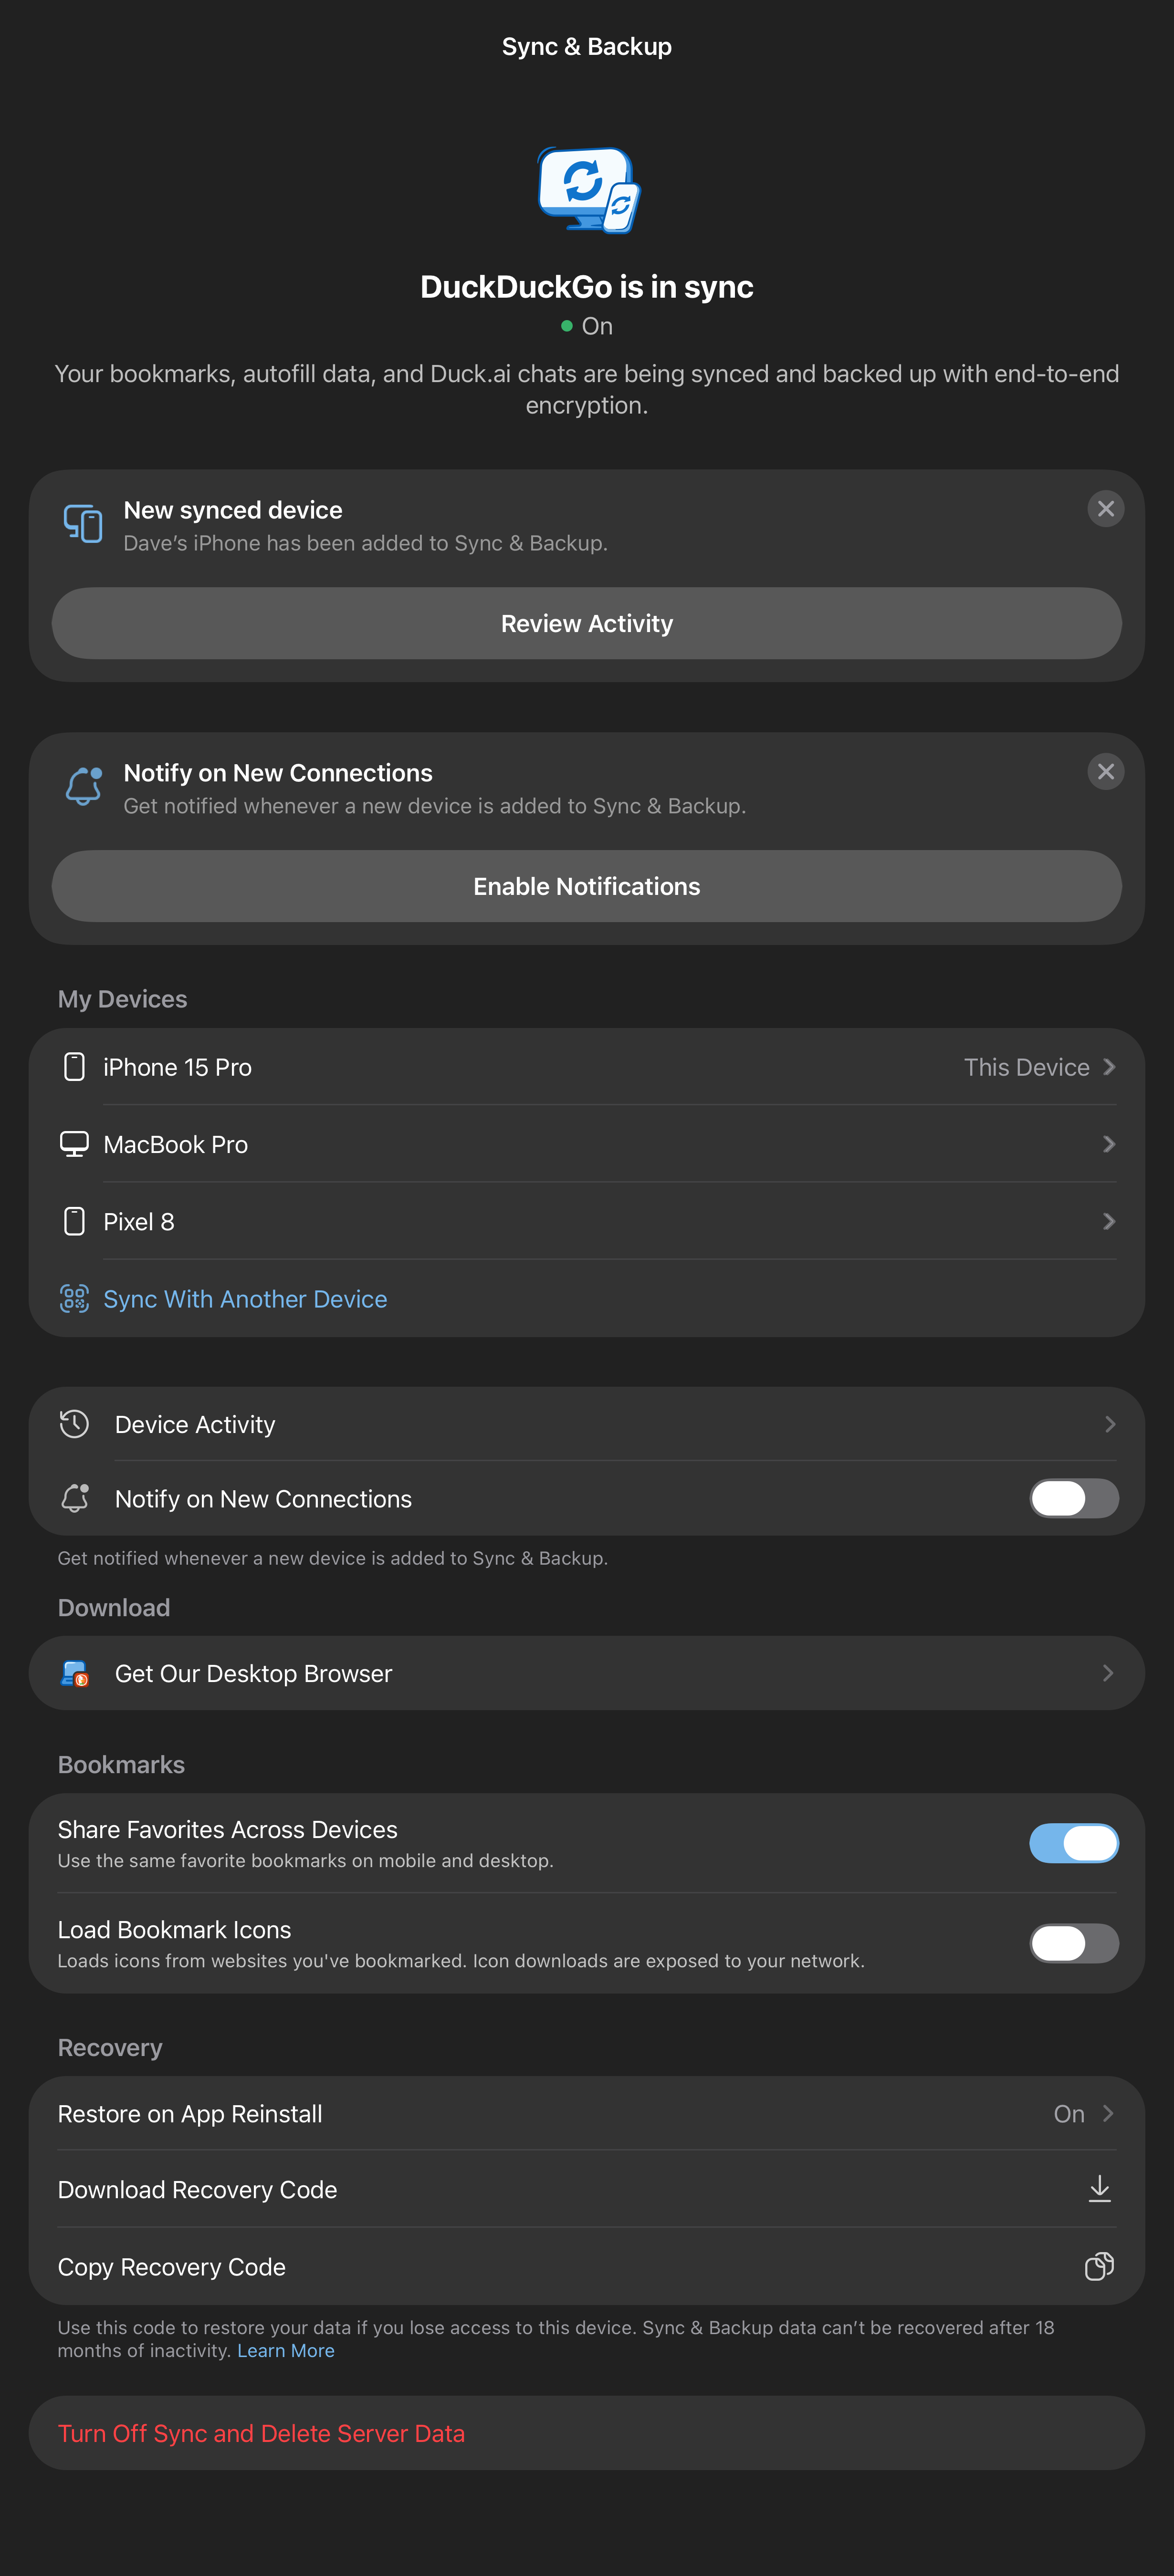 Sync & Backup
DuckDuckGo is in sync
On
Your bookmarks, autofill data, and Duck.ai chats are being synced and backed up with end-to-end
encryption.
New synced device
Dave’s iPhone has been added to Sync & Backup.
Review Activity
Notify on New Connections
Get notified whenever a new device is added to Sync & Backup.
Enable Notifications
My Devices
iPhone 15 Pro This Device
MacBook Pro
Pixel 8
Sync With Another Device
Device Activity
Notify on New Connections
Get notified whenever a new device is added to Sync & Backup.
Download
Get Our Desktop Browser
Bookmarks
Share Favorites Across Devices
Use the same favorite bookmarks on mobile and desktop.
Load Bookmark Icons
Loads icons from websites you've bookmarked. Icon downloads are exposed to your network.
Recovery
Restore on App Reinstall On
Download Recovery Code
Copy Recovery Code
Use this code to restore your data if you lose access to this device. Sync & Backup data can’t be recovered after 18
months of inactivity. Learn More
Turn Off Sync and Delete Server Data